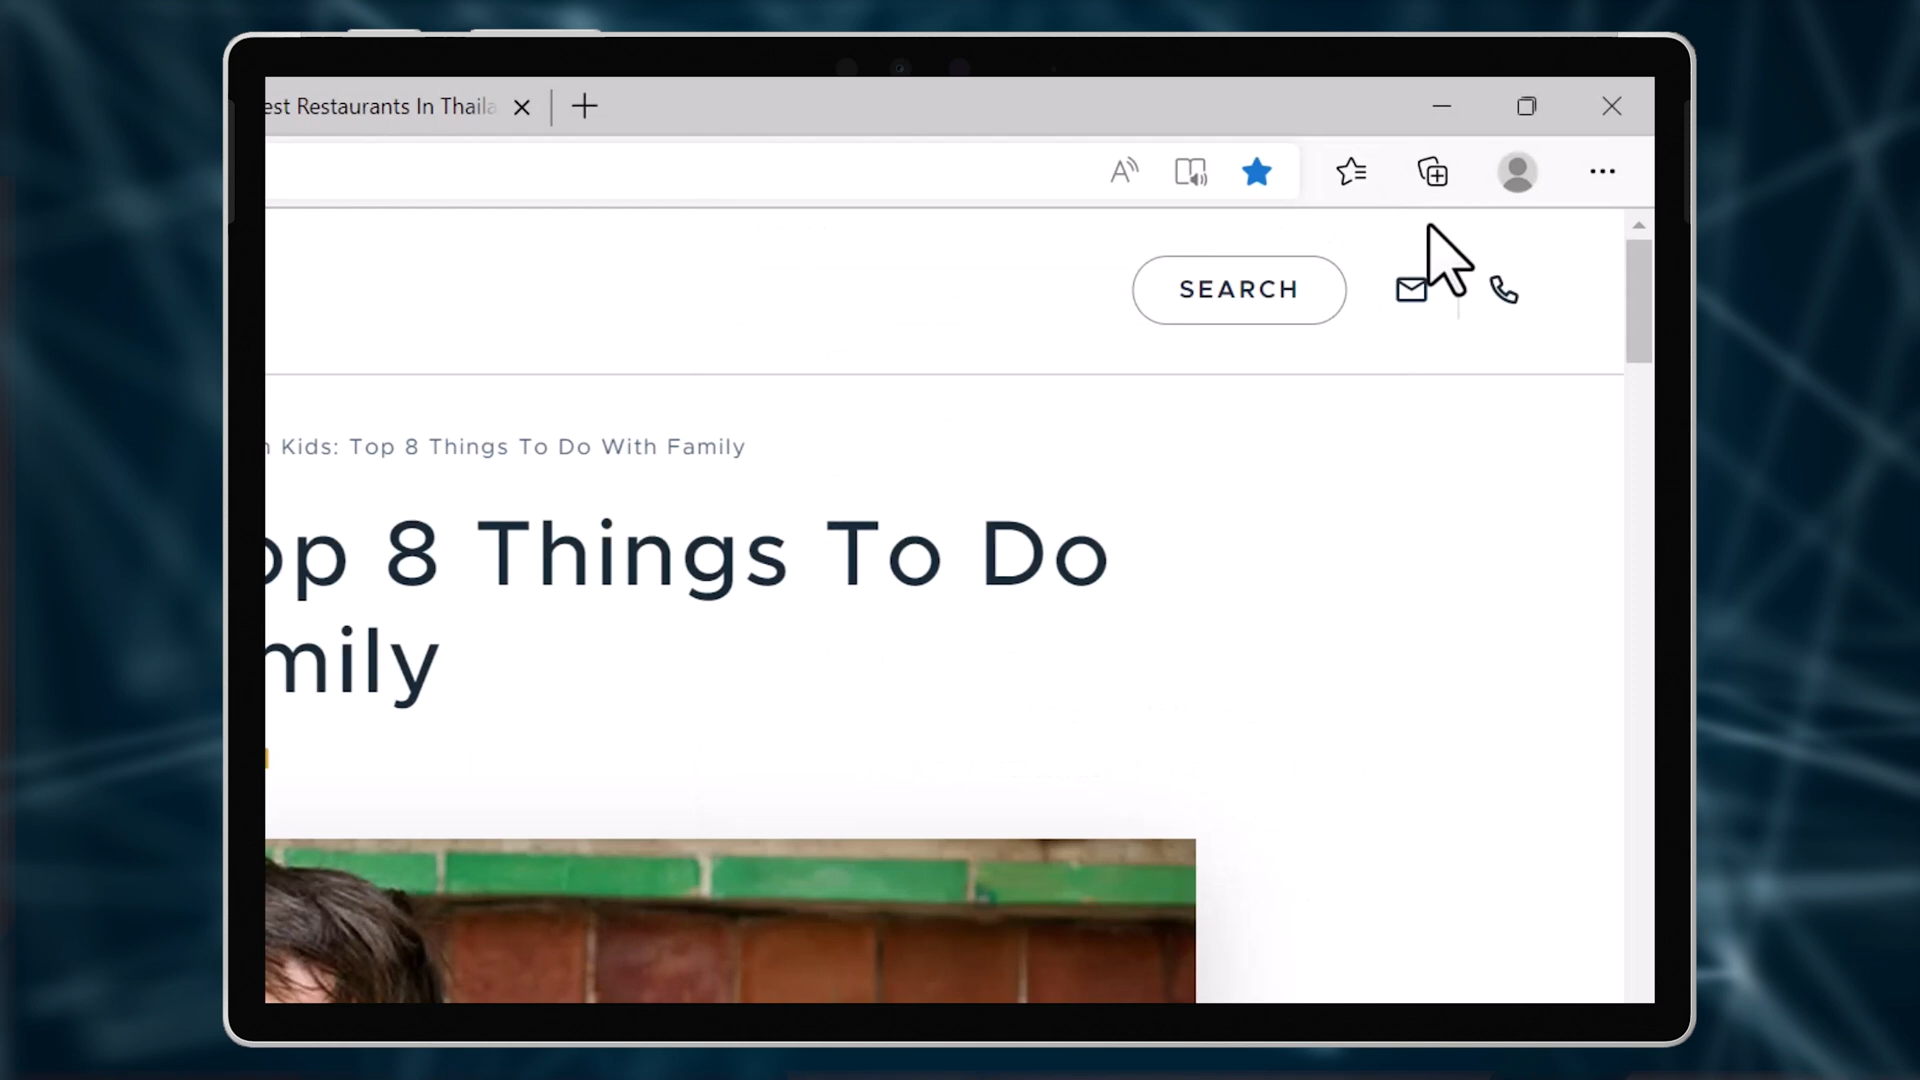 est Restaurants In Thaila
SEARCH
Kids: Top 8 Things To Do With Family
op 8 Things To Do
mily